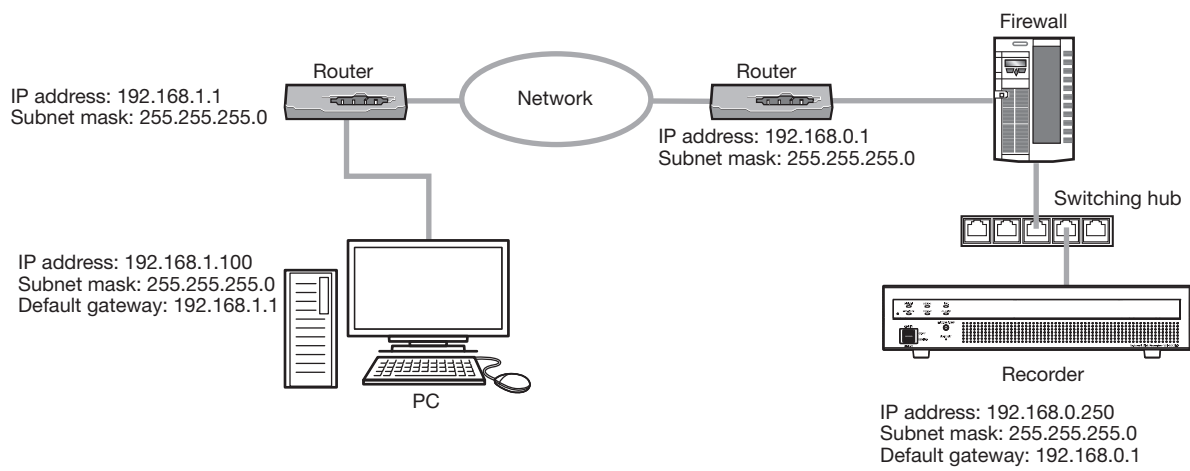 Firewall
Router
IP address: 192.168.1.1
Subnet mask: 255.255.255.0
Network
Router
IP address: 192.168.0.1
Subnet mask: 255.255.255.0
Switching hub
IP address: 192.168.1.100
Subnet mask: 255.255.255.0
Default gateway: 192.168.1.1
PC
Recorder
IP address: 192.168.0.250
Subnet mask: 255.255.255.0
Default gateway: 192.168.0.1